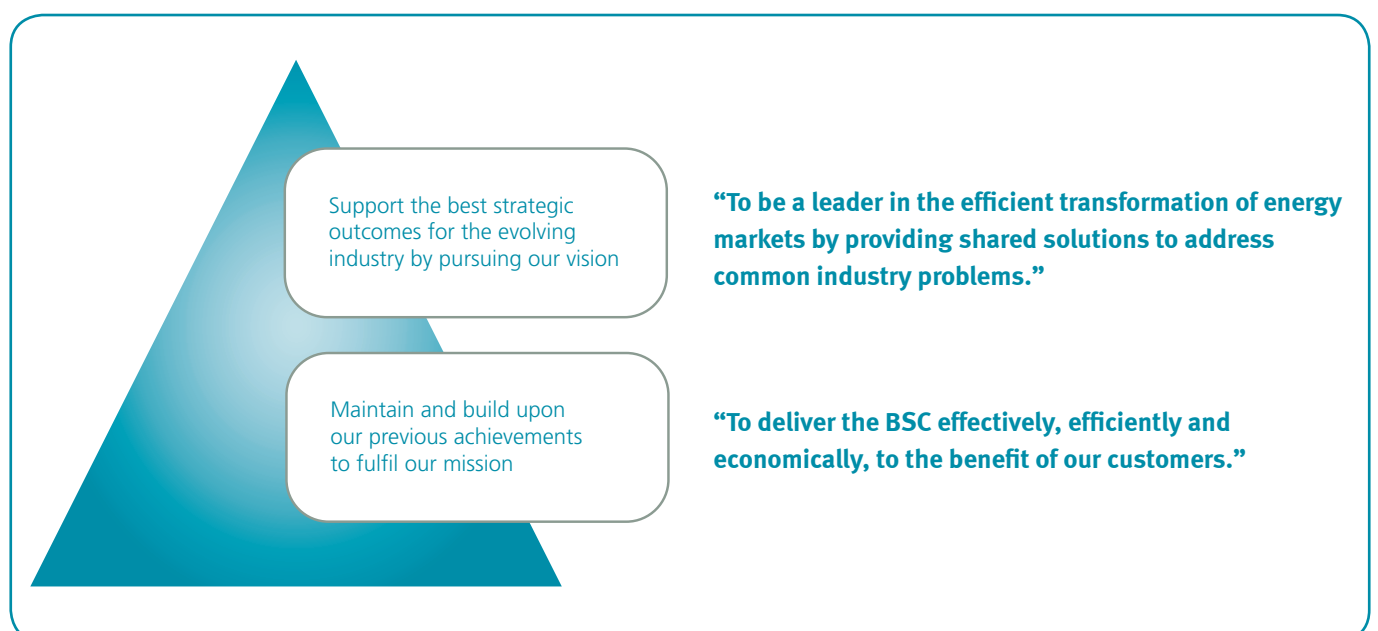 Support the best strategic
outcomes for the evolving
industry by pursuing our vision
“To be a leader in the efficient transformation of energy
markets by providing shared solutions to address
common industry problems.”
Maintain and build upon
our previous achievements
to fulfil our mission
“To deliver the BSC effectively, efficiently and
economically, to the benefit of our customers.”